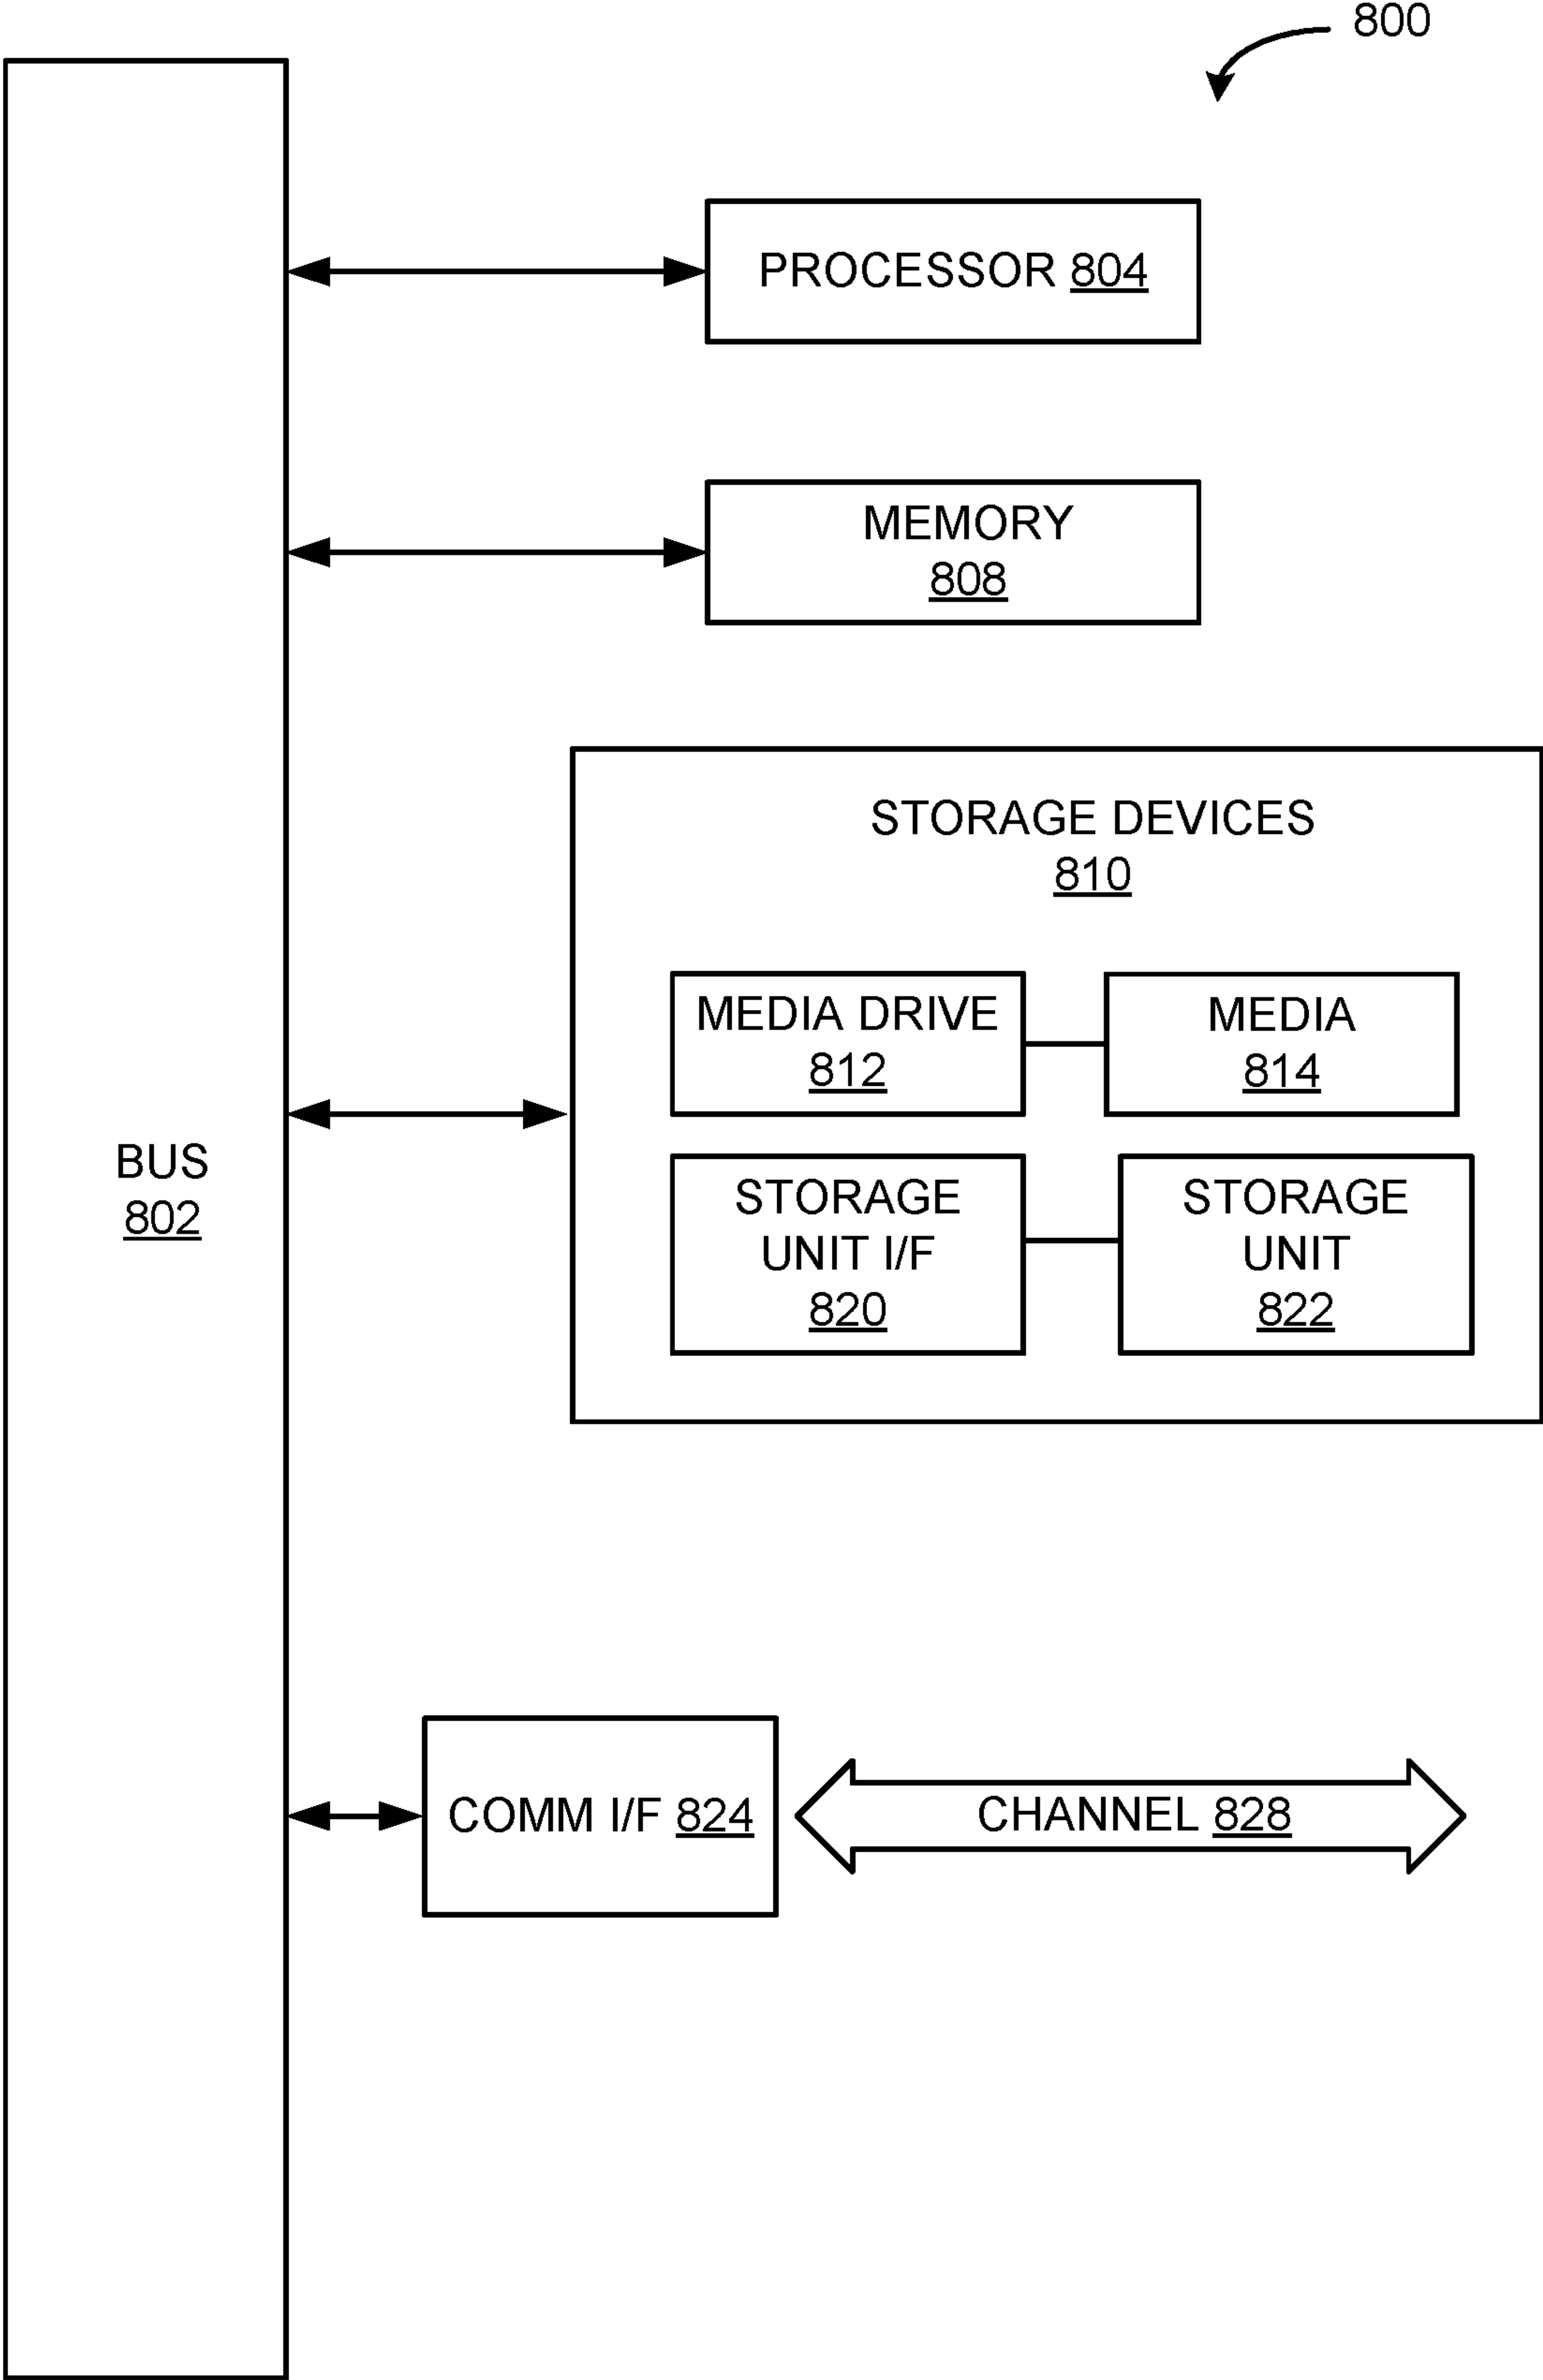 800
PROCESSOR 804
MEMORY
808
STORAGE DEVICES
810
MEDIA DRIVE
812
MEDIA
814
BUS
802
STORAGE
UNIT I/F
820
STORAGE
UNIT
822
COMM I/F 824
CHANNEL 828